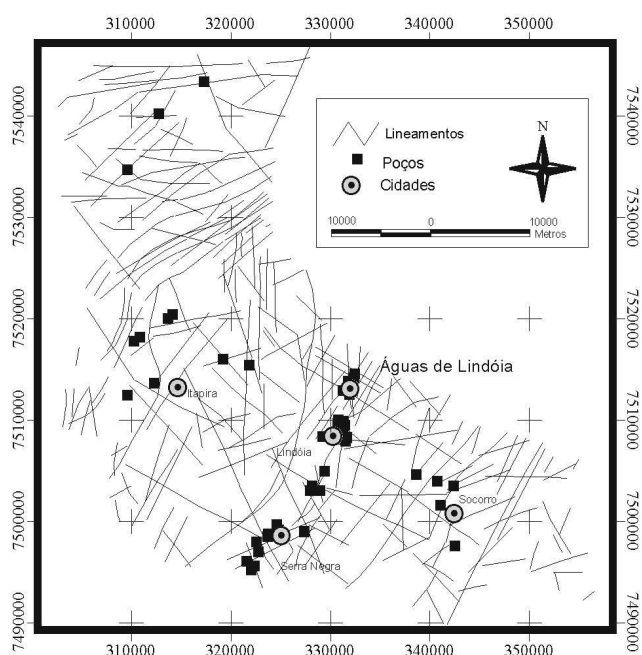 310000 320000 330000 340000 350000
7540000 7540000
7530000 7530000
7520000 7520000
7510000 7510000
7500000 7500000
7490000 7490000
N
Lineamentos
Poços
Cidades
10000 0 10000
Metros
Águas de Lindóia
Itapira
Lindóia
Socorro
Serra Negra
310000 320000 330000 340000 350000